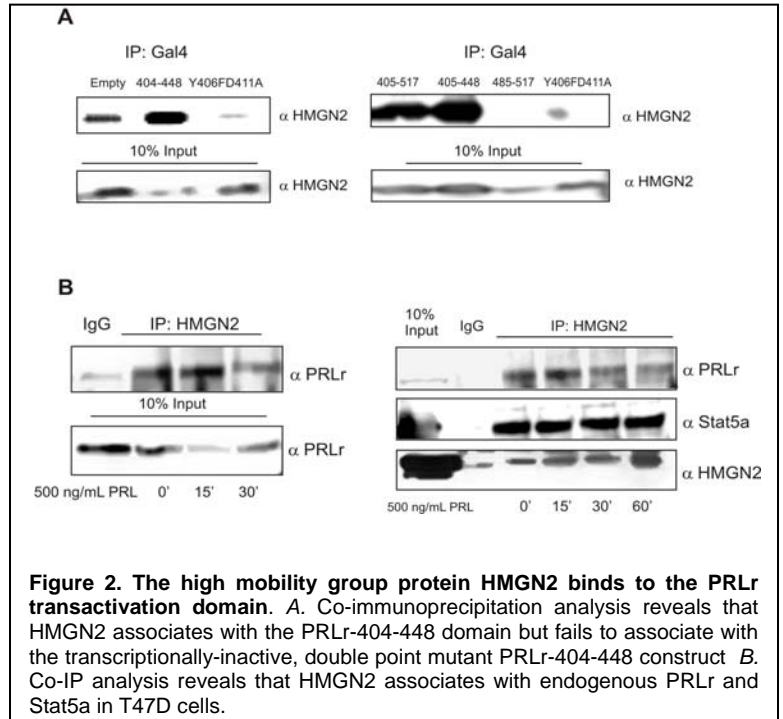 A
IP: Gal4
Empty 404-448 Y406FD411A
α HMGN2
10% Input
α HMGN2
IP: Gal4
405-517 405-448 485-517 Y406FD411A
α HMGN2
10% Input
α HMGN2
B
IgG IP: HMGN2
α PRLr
10% Input
α PRLr
500 ng/mL PRL 0' 15' 30'
10% Input IgG IP: HMGN2
α PRLr
α Stat5a
α HMGN2
500 ng/mL PRL 0' 15' 30' 60'
Figure 2. The high mobility group protein HMGN2 binds to the PRLr
transactivation domain. A. Co-immunoprecipitation analysis reveals that
HMGN2 associates with the PRLr-404-448 domain but fails to associate with
the transcriptionally-inactive, double point mutant PRLr-404-448 construct B.
Co-IP analysis reveals that HMGN2 associates with endogenous PRLr and
Stat5a in T47D cells.